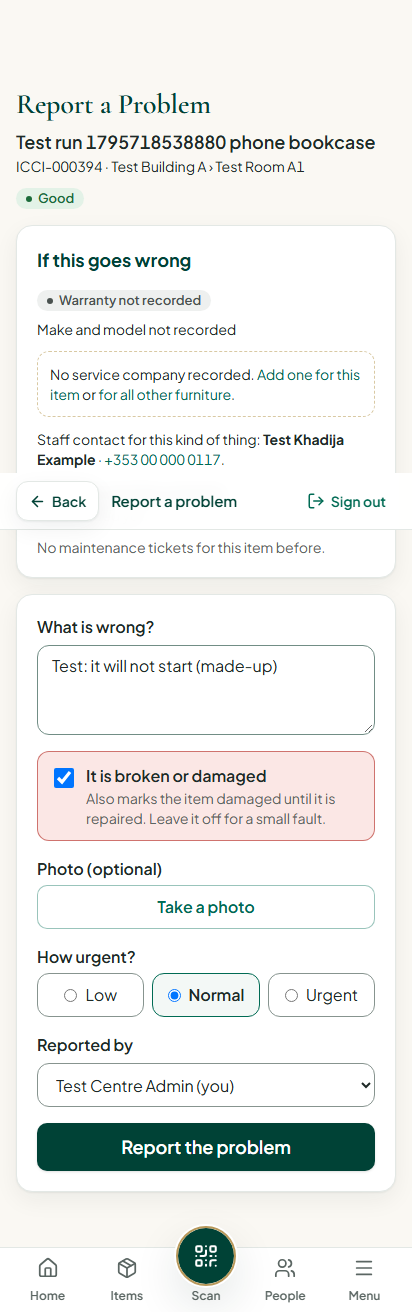 Report a Problem
Test run 1795718538880 phone bookcase
ICCI-000394 · Test Building A › Test Room A1
Good
If this goes wrong
Warranty not recorded
Make and model not recorded
No service company recorded. Add one for this
item or for all other furniture.
Staff contact for this kind of thing: Test Khadija
Example · +353 00 000 0117.
Back
Report a problem
Sign out
No maintenance tickets for this item before.
What is wrong?
Test: it will not start (made-up)
It is broken or damaged
Also marks the item damaged until it is
repaired. Leave it off for a small fault.
Photo (optional)
Take a photo
How urgent?
Low
Normal
Urgent
Reported by
Test Centre Admin (you)
Report the problem
Home
Items
Scan
People
Menu